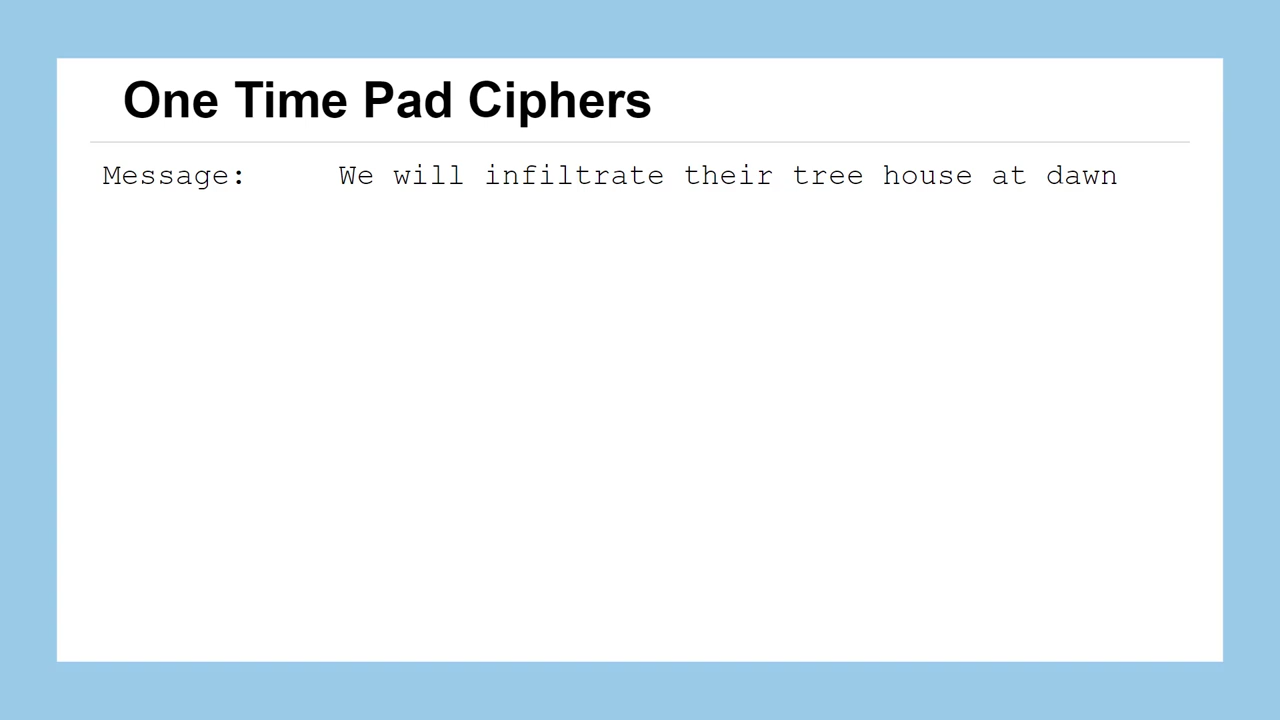 One Time Pad Ciphers
Message: We will infiltrate their tree house at dawn